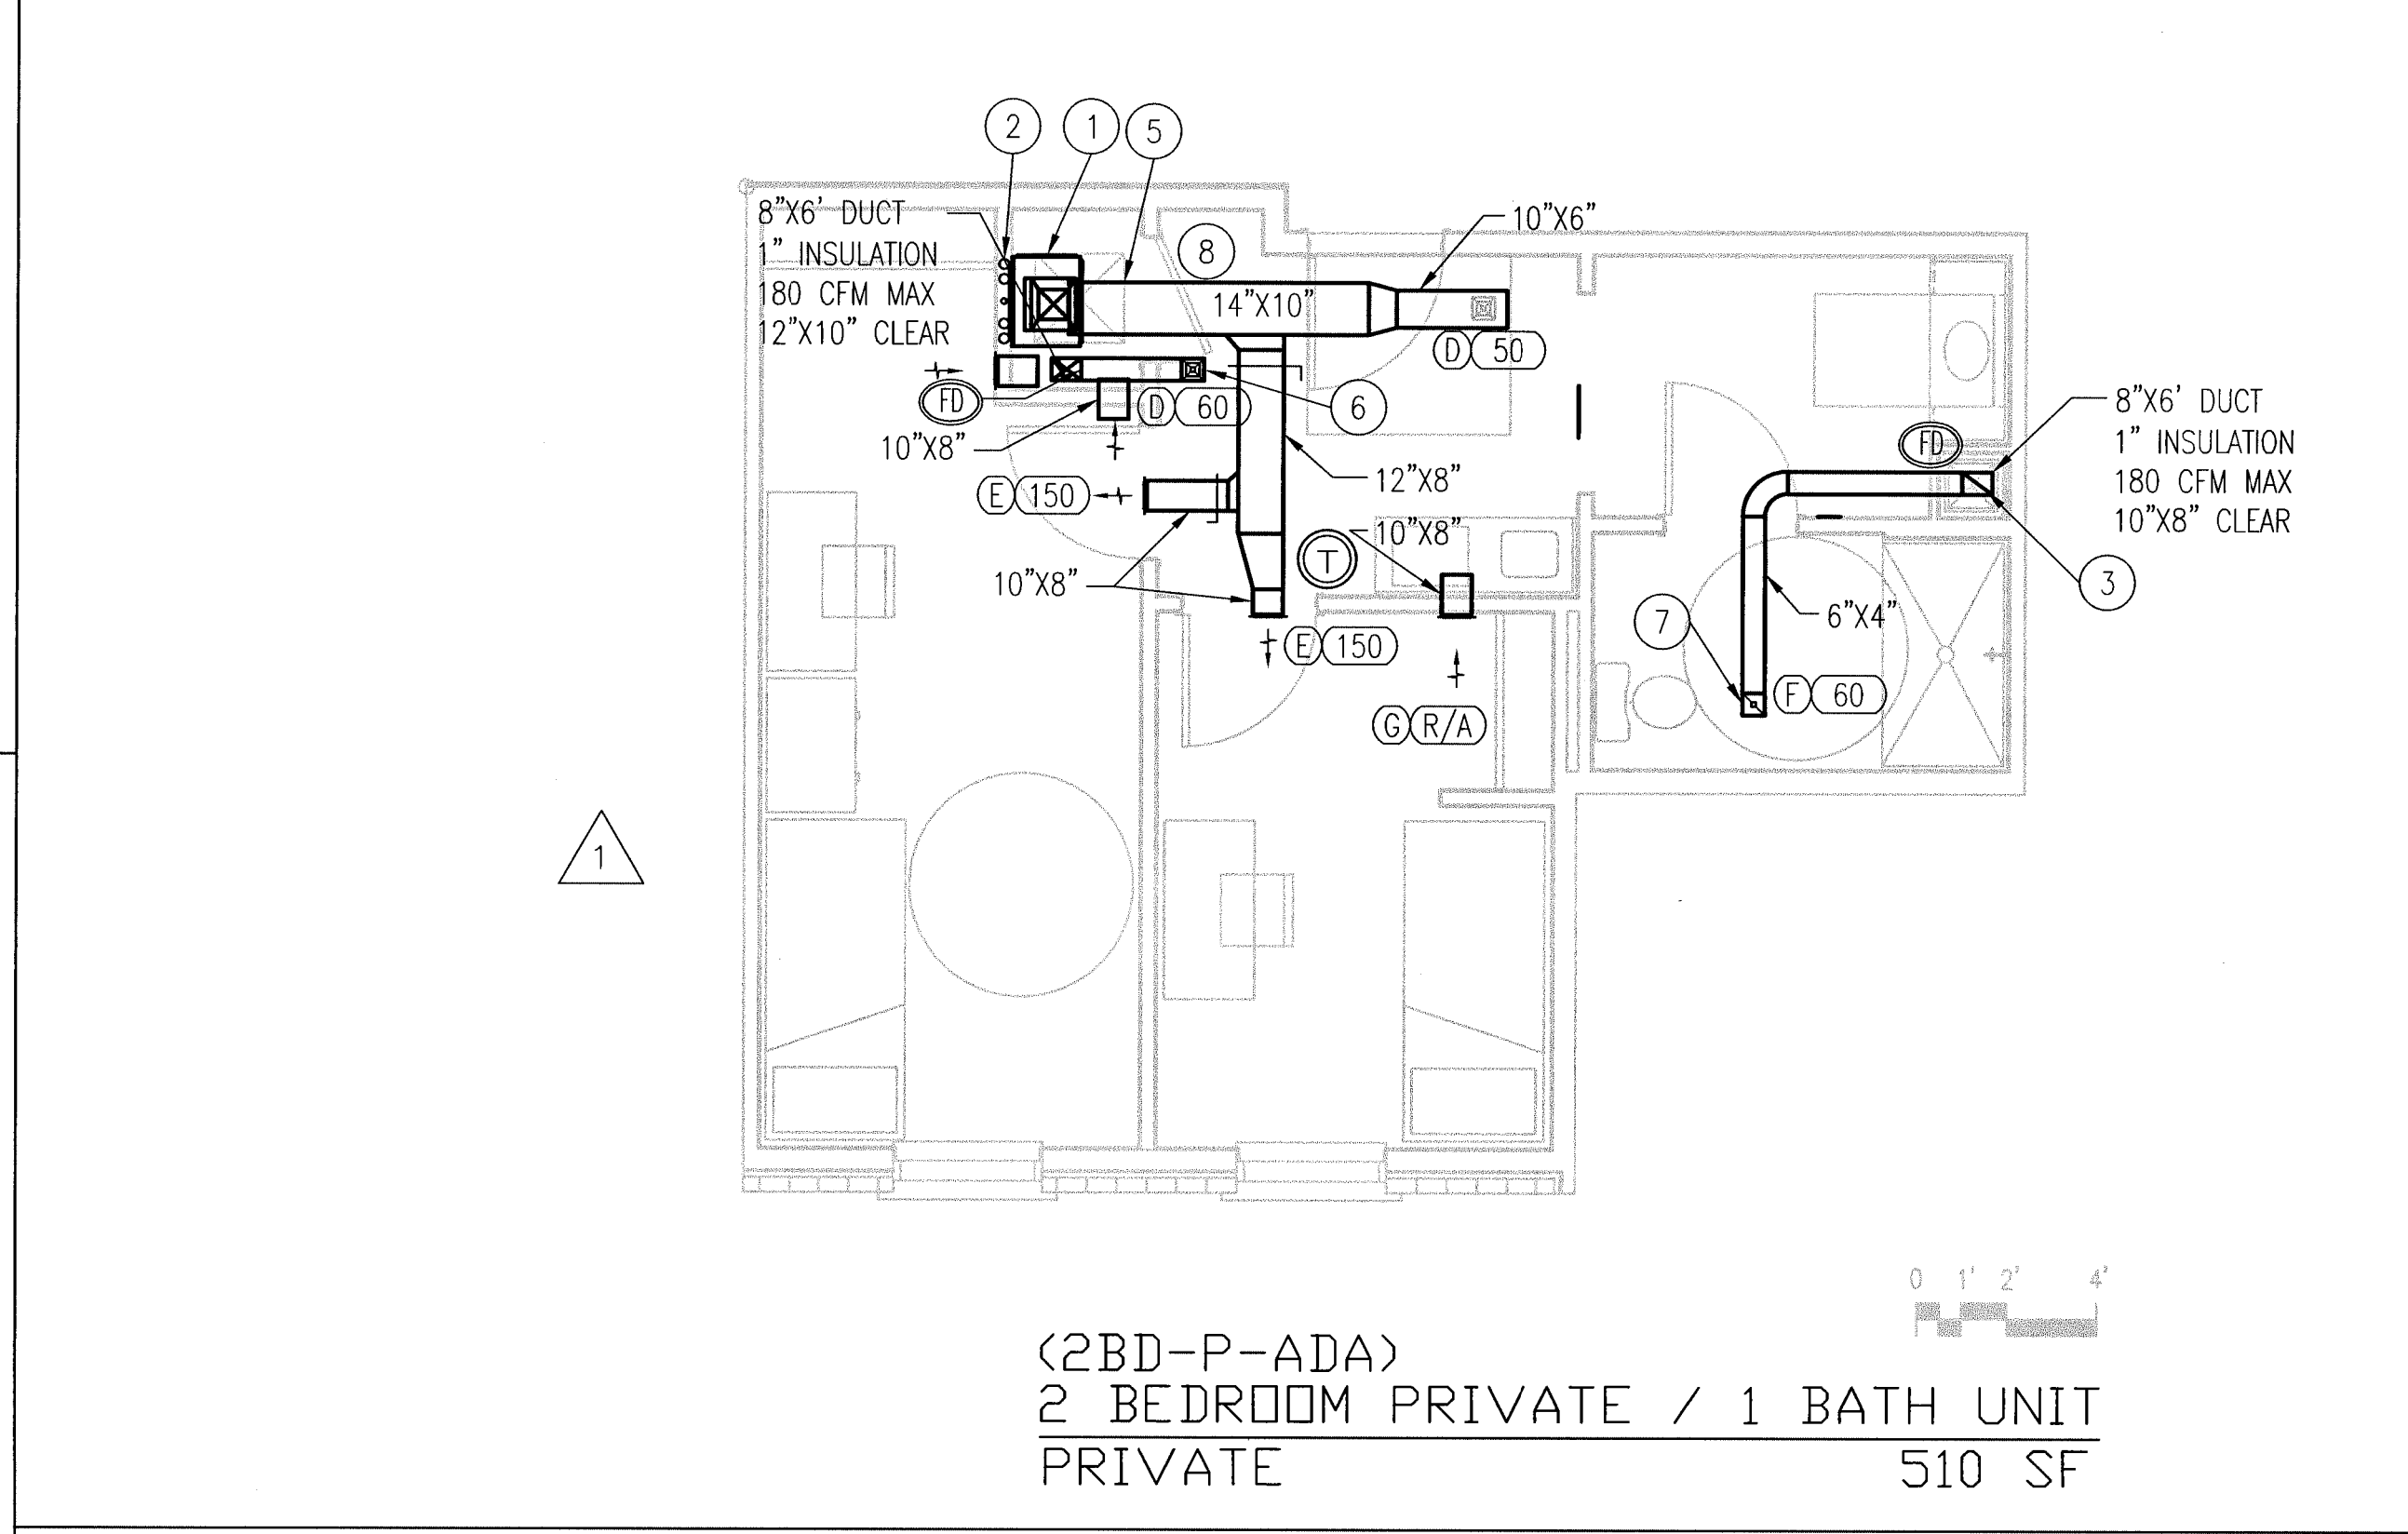 2
1
5
8"X6' DUCT
1" INSULATION
180 CFM MAX
12"X10" CLEAR
8
14"X10"
10"X6"
D 50
FD
D 60
6
10"X8"
E 150
12"X8"
10"X8"
T
10"X8"
E 150
G R/A
FD
8"X6' DUCT
1" INSULATION
180 CFM MAX
10"X8" CLEAR
3
7
6"X4"
F 60
1
0 1' 2' 4'
(2BD-P-ADA)
2 BEDROOM PRIVATE / 1 BATH UNIT
PRIVATE 510 SF